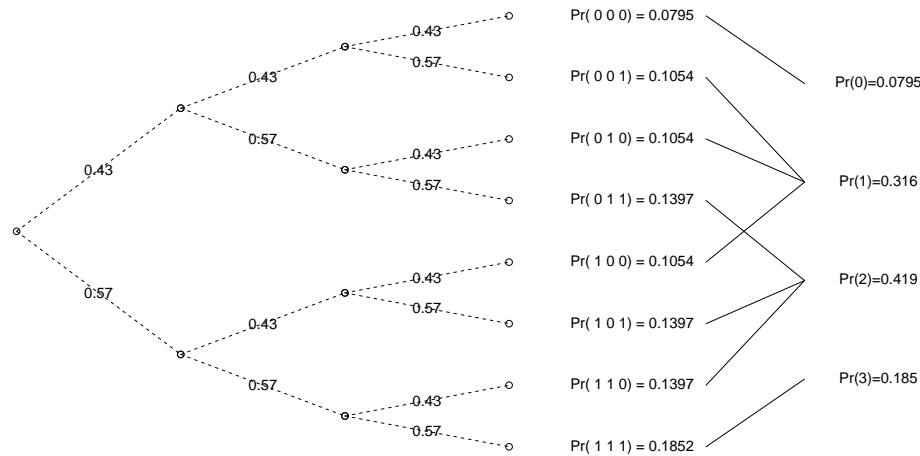 0.43
Pr( 0 0 0) = 0.0795
0.57
0.43
Pr( 0 0 1) = 0.1054
Pr(0)=0.0795
0.43
Pr( 0 1 0) = 0.1054
0.57
0.43
0.57
Pr(1)=0.316
Pr( 0 1 1) = 0.1397
0.43
Pr( 1 0 0) = 0.1054
0.57
0.43
Pr(2)=0.419
0.57
0.43
Pr( 1 0 1) = 0.1397
0.57
0.43
Pr( 1 1 0) = 0.1397
Pr(3)=0.185
0.57
Pr( 1 1 1) = 0.1852